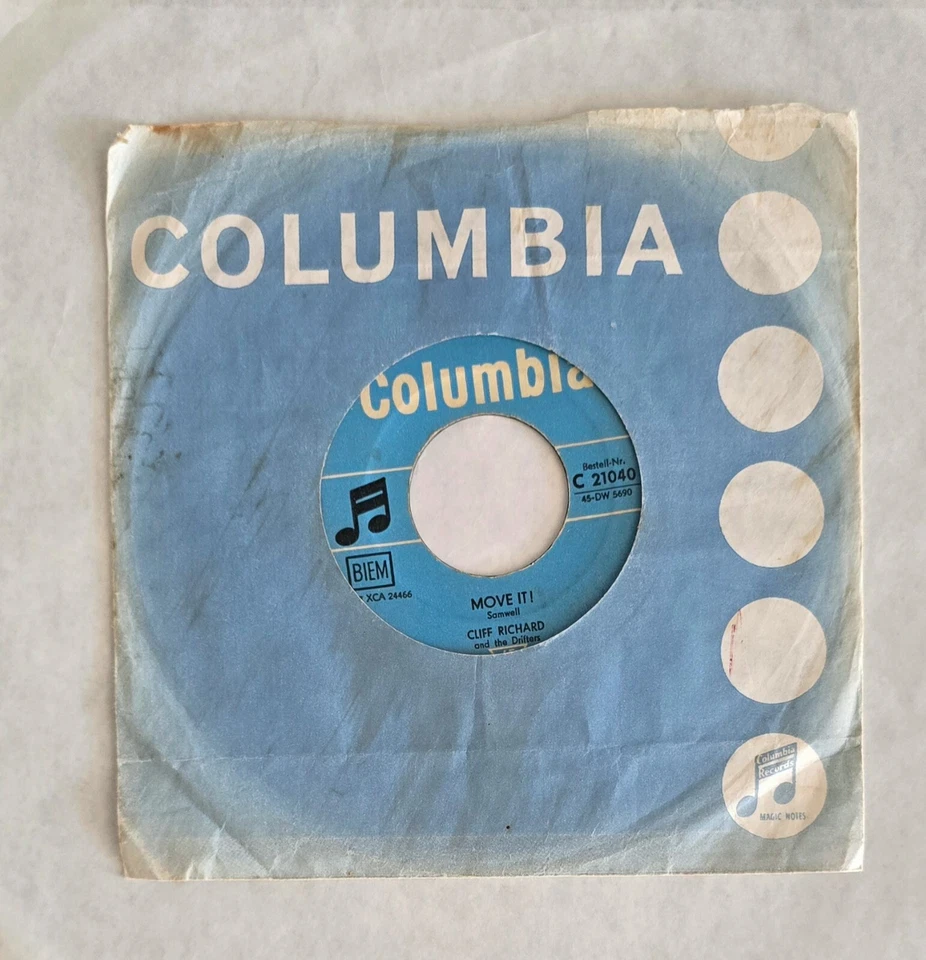 COLUMBIA
Columbia
Bestell-Nr.
C 21040
45-DW 5690
BIEM
XCA 24466
MOVE IT!
Samwell
CLIFF RICHARD
and the Drifters
Columbia
Records
MAGIC NOTES